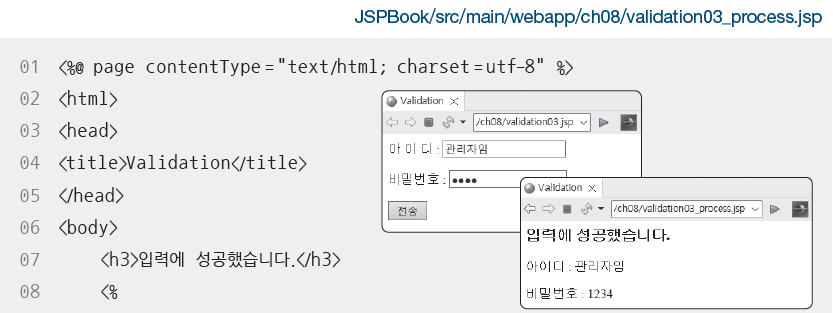 JSPBook/src/main/webapp/ch08/validation03_process.jsp
01 <%@ page contentType="text/html; charset=utf-8" %>
02 <html>
03 <head>
04 <title>Validation</title>
05 </head>
06 <body>
07 <h3>입력에 성공했습니다.</h3>
08 <%
Validation
/ch08/validation03.jsp
아 이 디 : 관리자임
비밀번호 : ●●●●
전송
Validation
/ch08/validation03_process.jsp
입력에 성공했습니다.
아이디 : 관리자임
비밀번호 : 1234